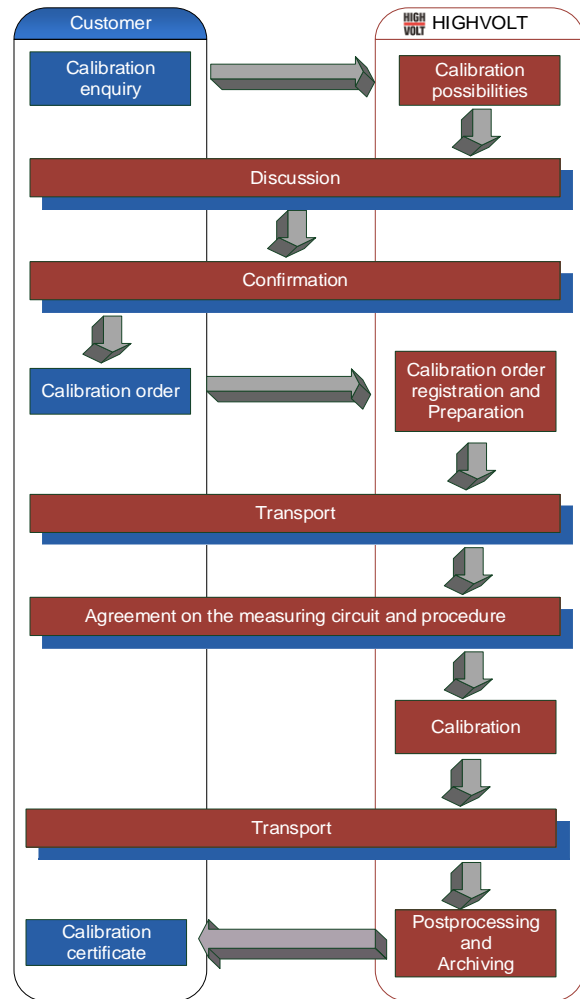 Customer
HIGH
VOLT
HIGHVOLT
Calibration
enquiry
Calibration
possibilities
Discussion
Confirmation
Calibration order
Calibration order
registration and
Preparation
Transport
Agreement on the measuring circuit and procedure
Calibration
Transport
Calibration
certificate
Postprocessing
and
Archiving